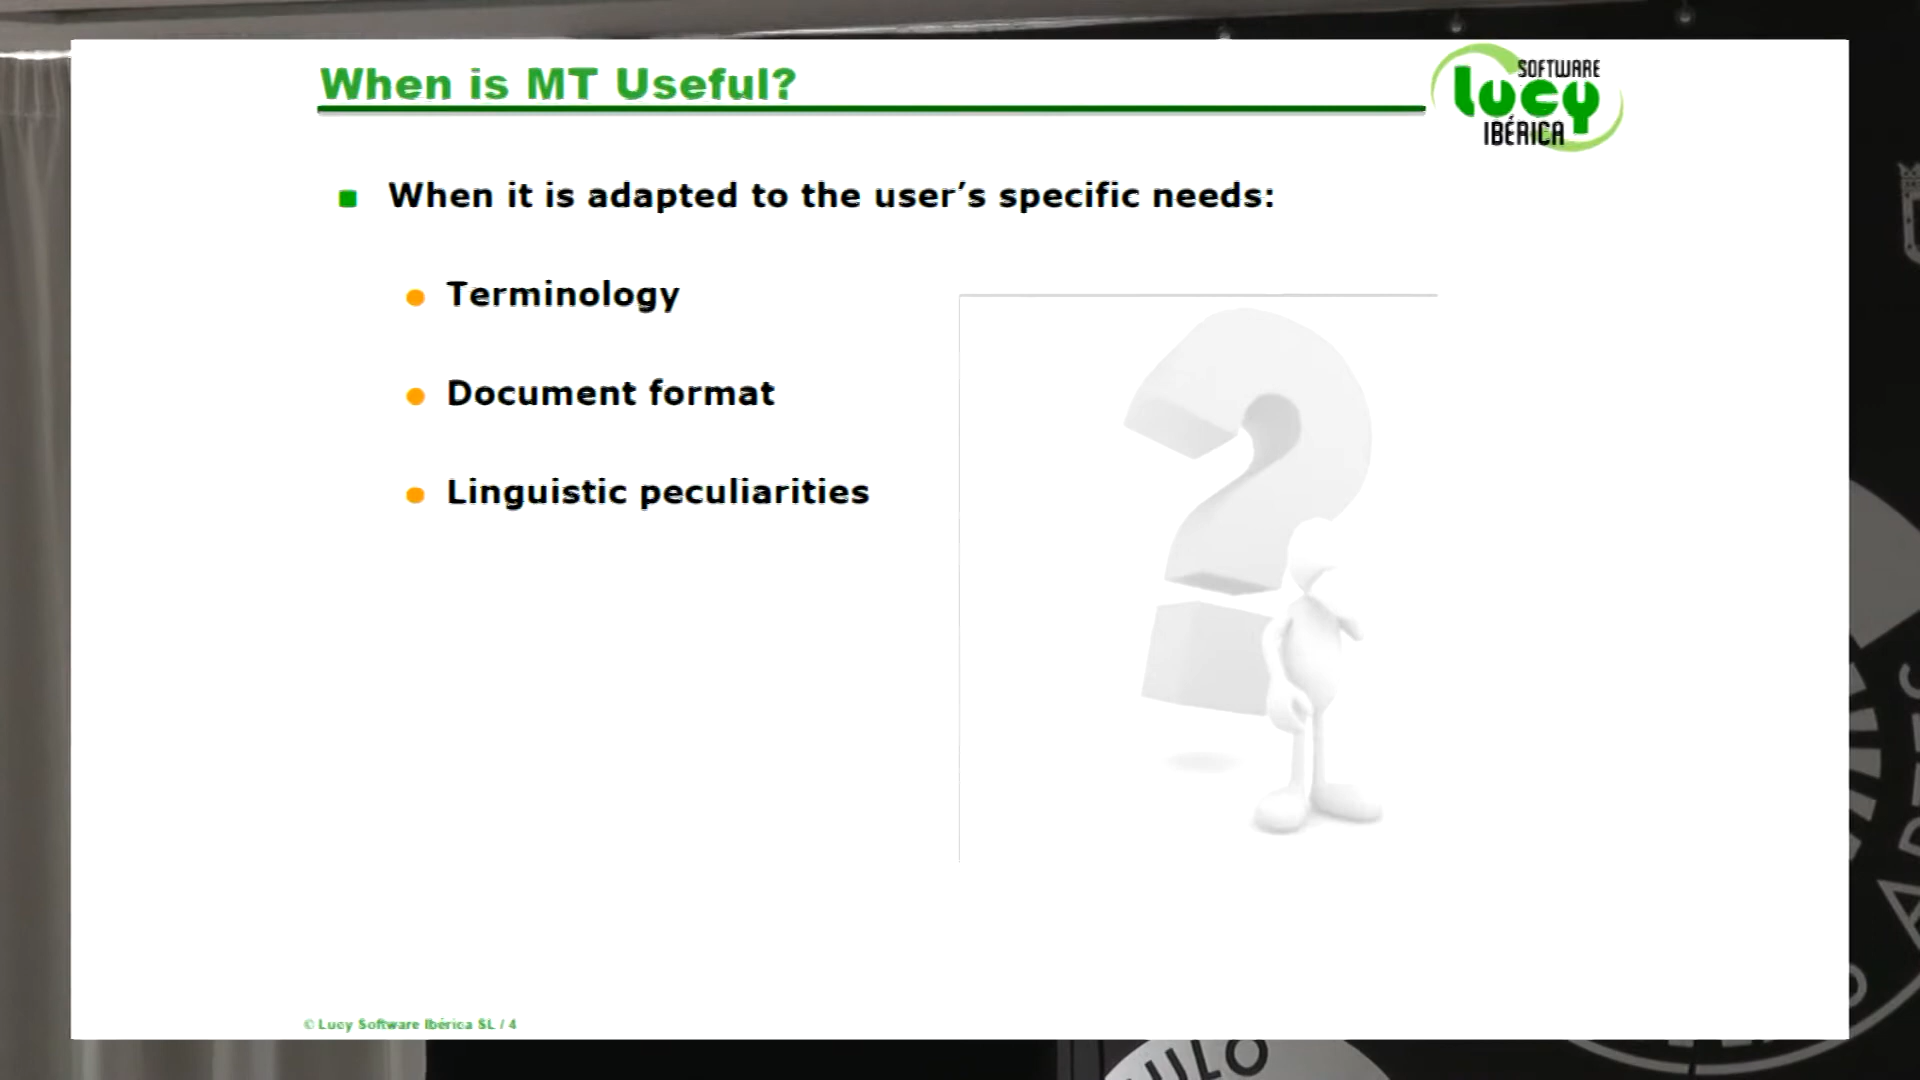 When is MT Useful?
SOFTWARE
lucy
IBÉRICA
When it is adapted to the user’s specific needs:
Terminology
Document format
Linguistic peculiarities
© Lucy Software Ibérica SL / 4
ULO